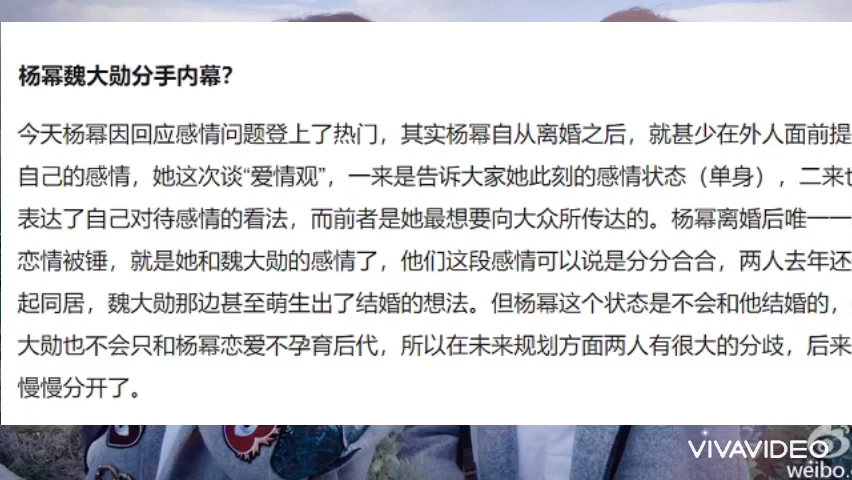 杨幂魏大勋分手内幕？
今天杨幂因回应感情问题登上了热门，其实杨幂自从离婚之后，就甚少在外人面前提
自己的感情，她这次谈“爱情观”，一来是告诉大家她此刻的感情状态（单身），二来也
表达了自己对待感情的看法，而前者是她最想要向大众所传达的。杨幂离婚后唯一一
恋情被锤，就是她和魏大勋的感情了，他们这段感情可以说是分分合合，两人去年还
起同居，魏大勋那边甚至萌生出了结婚的想法。但杨幂这个状态是不会和他结婚的，
大勋也不会只和杨幂恋爱不孕育后代，所以在未来规划方面两人有很大的分歧，后来
慢慢分开了。
VIVAVIDEO
weibo.